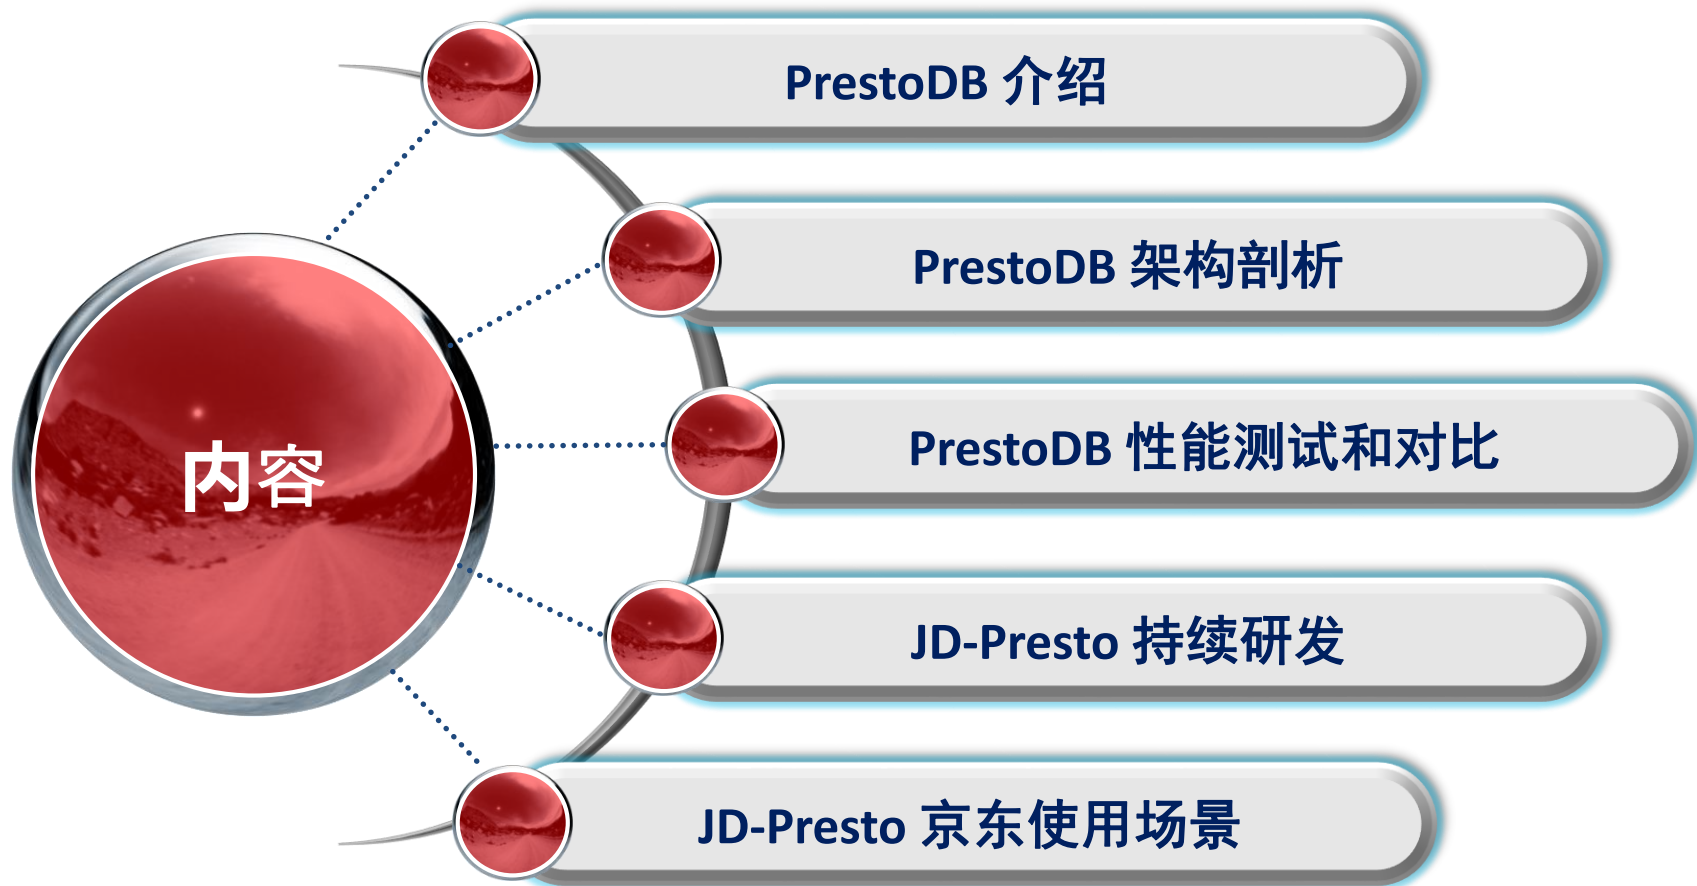 PrestoDB 介绍
PrestoDB 架构剖析
内容
PrestoDB 性能测试和对比
JD-Presto 持续研发
JD-Presto 京东使用场景